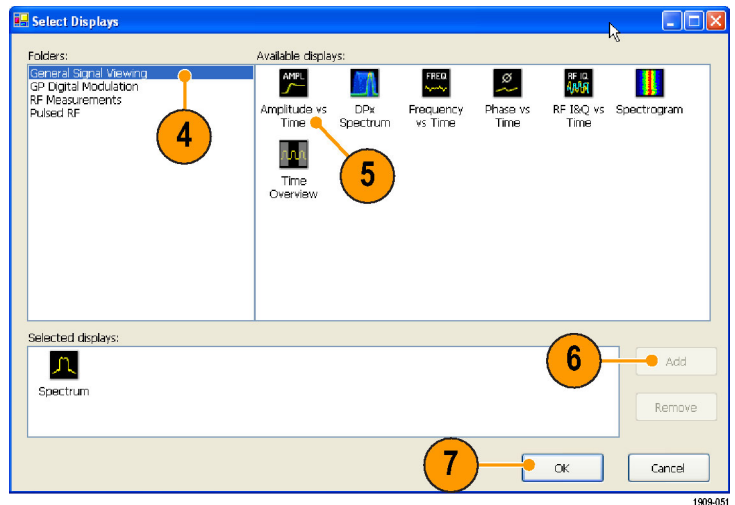 Select Displays
Folders:
General Signal Viewing
GP Digital Modulation
RF Measurements
Pulsed RF
4
Available displays:
AMPL
Amplitude vs
Time
DPx
Spectrum
FREQ
Frequency
vs Time
Ø
Phase vs
Time
RF IQ
RF I&Q vs
Time
Spectrogram
Time
Overview
5
Selected displays:
Spectrum
6
Add
Remove
7
OK
Cancel
1909-051